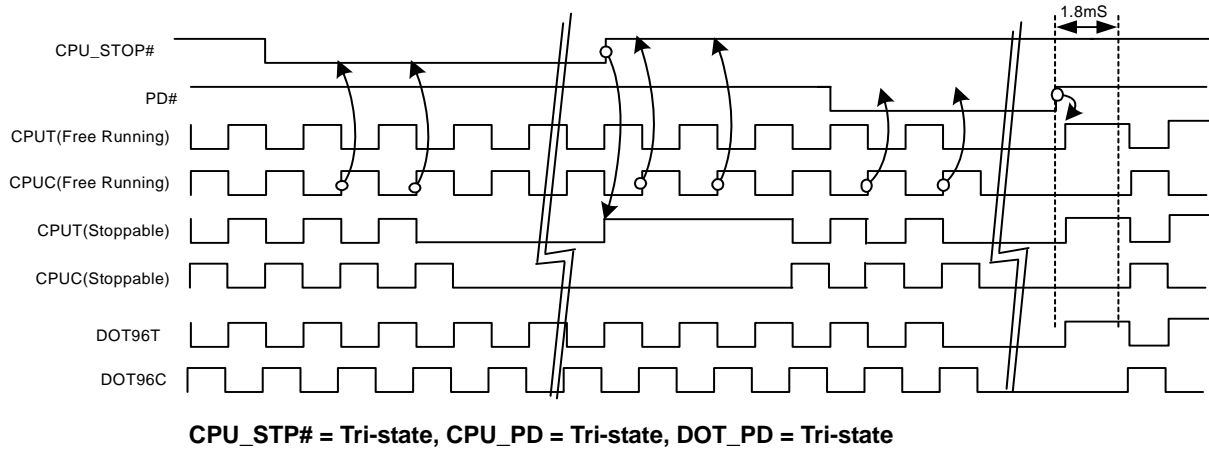 1.8mS
CPU_STOP#
PD#
CPUT(Free Running)
CPUC(Free Running)
CPUT(Stoppable)
CPUC(Stoppable)
DOT96T
DOT96C
CPU_STP# = Tri-state, CPU_PD = Tri-state, DOT_PD = Tri-state